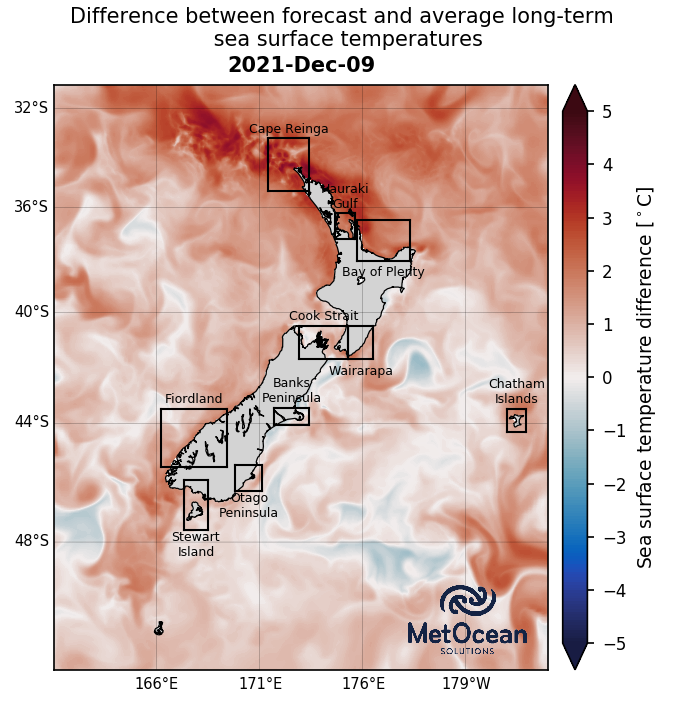 Difference between forecast and average long-term
sea surface temperatures
2021-Dec-09
32°S
36°S
40°S
44°S
48°S
Cape Reinga
Hauraki
Gulf
Bay of Plenty
Cook Strait
Wairarapa
Banks
Peninsula
Fiordland
Chatham
Islands
Otago
Peninsula
Stewart
Island
MetOcean
SOLUTIONS
166°E
171°E
176°E
179°W
5
4
3
2
1
0
−1
−2
−3
−4
−5
Sea surface temperature difference [°C]